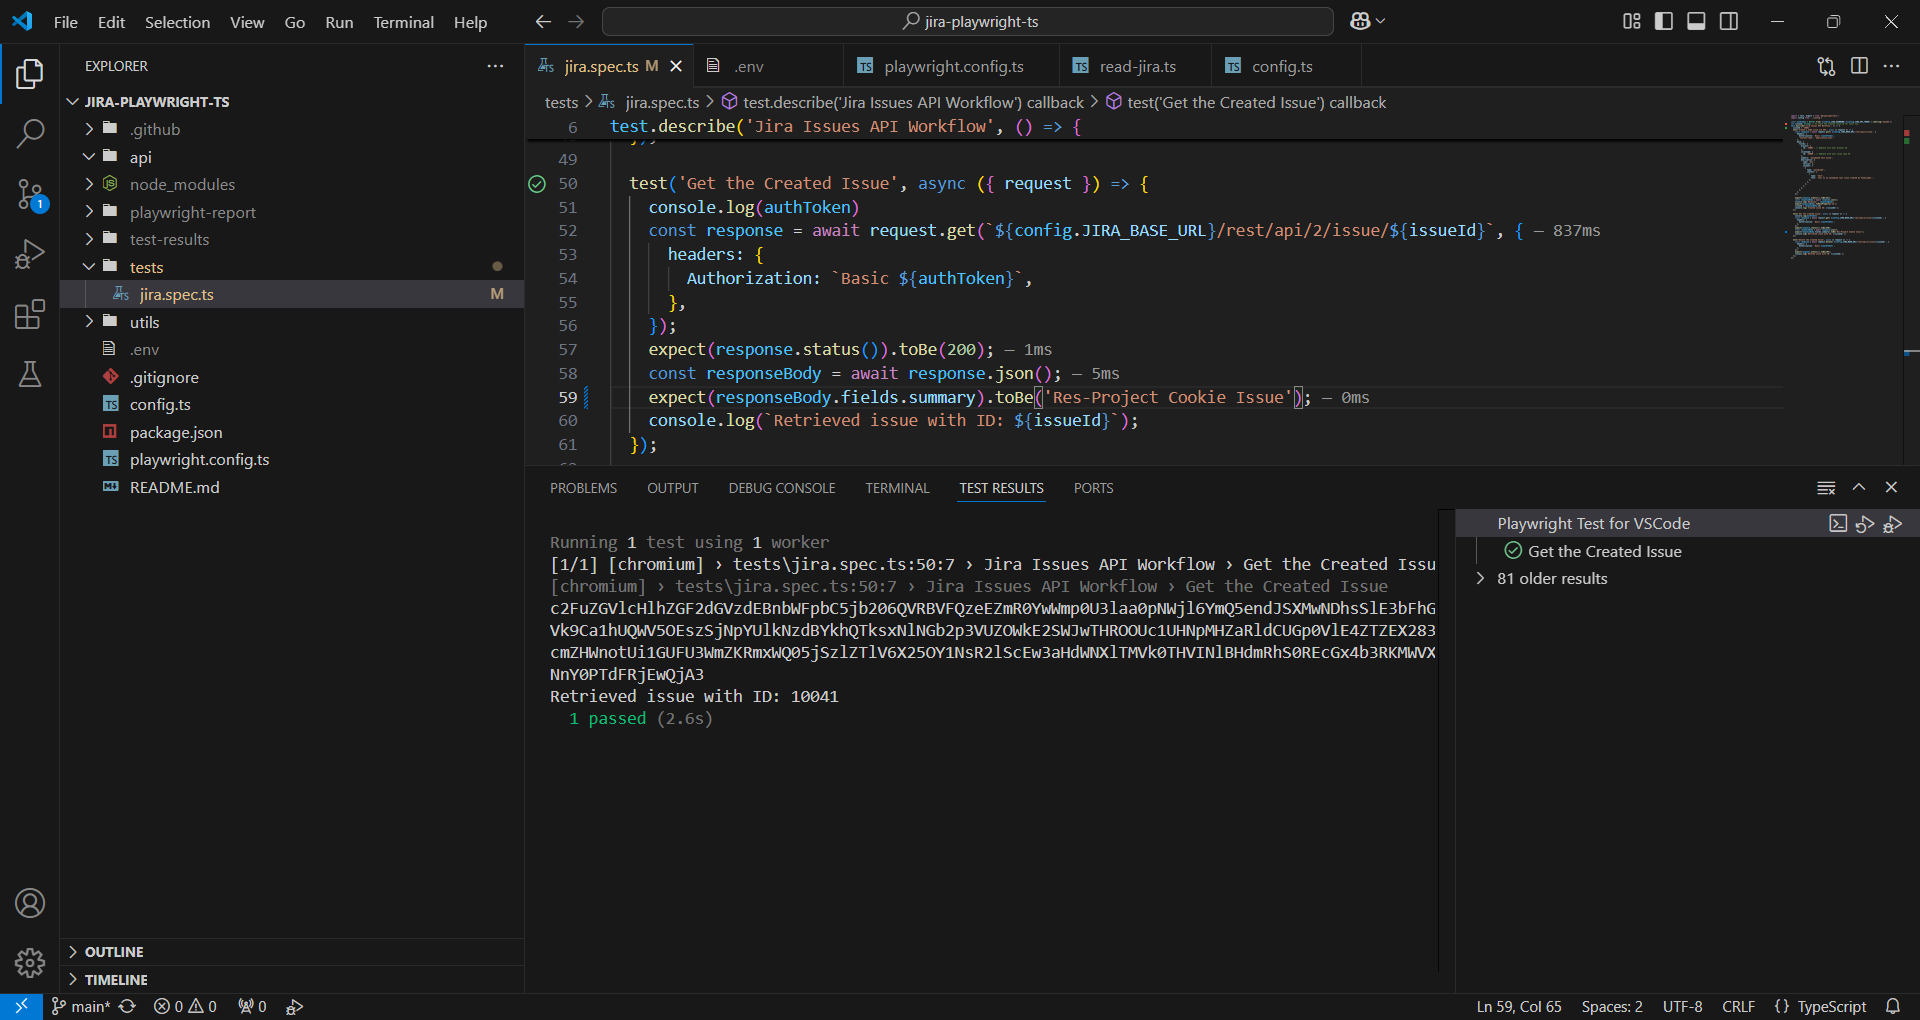 File Edit Selection View Go Run Terminal Help
jira-playwright-ts
EXPLORER
JIRA-PLAYWRIGHT-TS
.github
api
node_modules
playwright-report
test-results
tests
jira.spec.ts M
utils
.env
.gitignore
config.ts
package.json
playwright.config.ts
README.md
OUTLINE
TIMELINE
1
jira.spec.ts M
.env
playwright.config.ts
read-jira.ts
config.ts
tests > jira.spec.ts > test.describe('Jira Issues API Workflow') callback > test('Get the Created Issue') callback
6 test.describe('Jira Issues API Workflow', () => {
49
50 test('Get the Created Issue', async ({ request }) => {
51 console.log(authToken)
52 const response = await request.get(`${config.JIRA_BASE_URL}/rest/api/2/issue/${issueId}`, { — 837ms
53 headers: {
54 Authorization: `Basic ${authToken}`,
55 },
56 });
57 expect(response.status()).toBe(200); — 1ms
58 const responseBody = await response.json(); — 5ms
59 expect(responseBody.fields.summary).toBe('Res-Project Cookie Issue'); — 0ms
60 console.log(`Retrieved issue with ID: ${issueId}`);
61 });
PROBLEMS OUTPUT DEBUG CONSOLE TERMINAL TEST RESULTS PORTS
Running 1 test using 1 worker
[1/1] [chromium] › tests\jira.spec.ts:50:7 › Jira Issues API Workflow › Get the Created Issu
[chromium] › tests\jira.spec.ts:50:7 › Jira Issues API Workflow › Get the Created Issue
NnY0PTdFRjEwQjA3
Retrieved issue with ID: 10041
1 passed (2.6s)
Playwright Test for VSCode
Get the Created Issue
81 older results
main* 0 0 0
Ln 59, Col 65 Spaces: 2 UTF-8 CRLF {} TypeScript